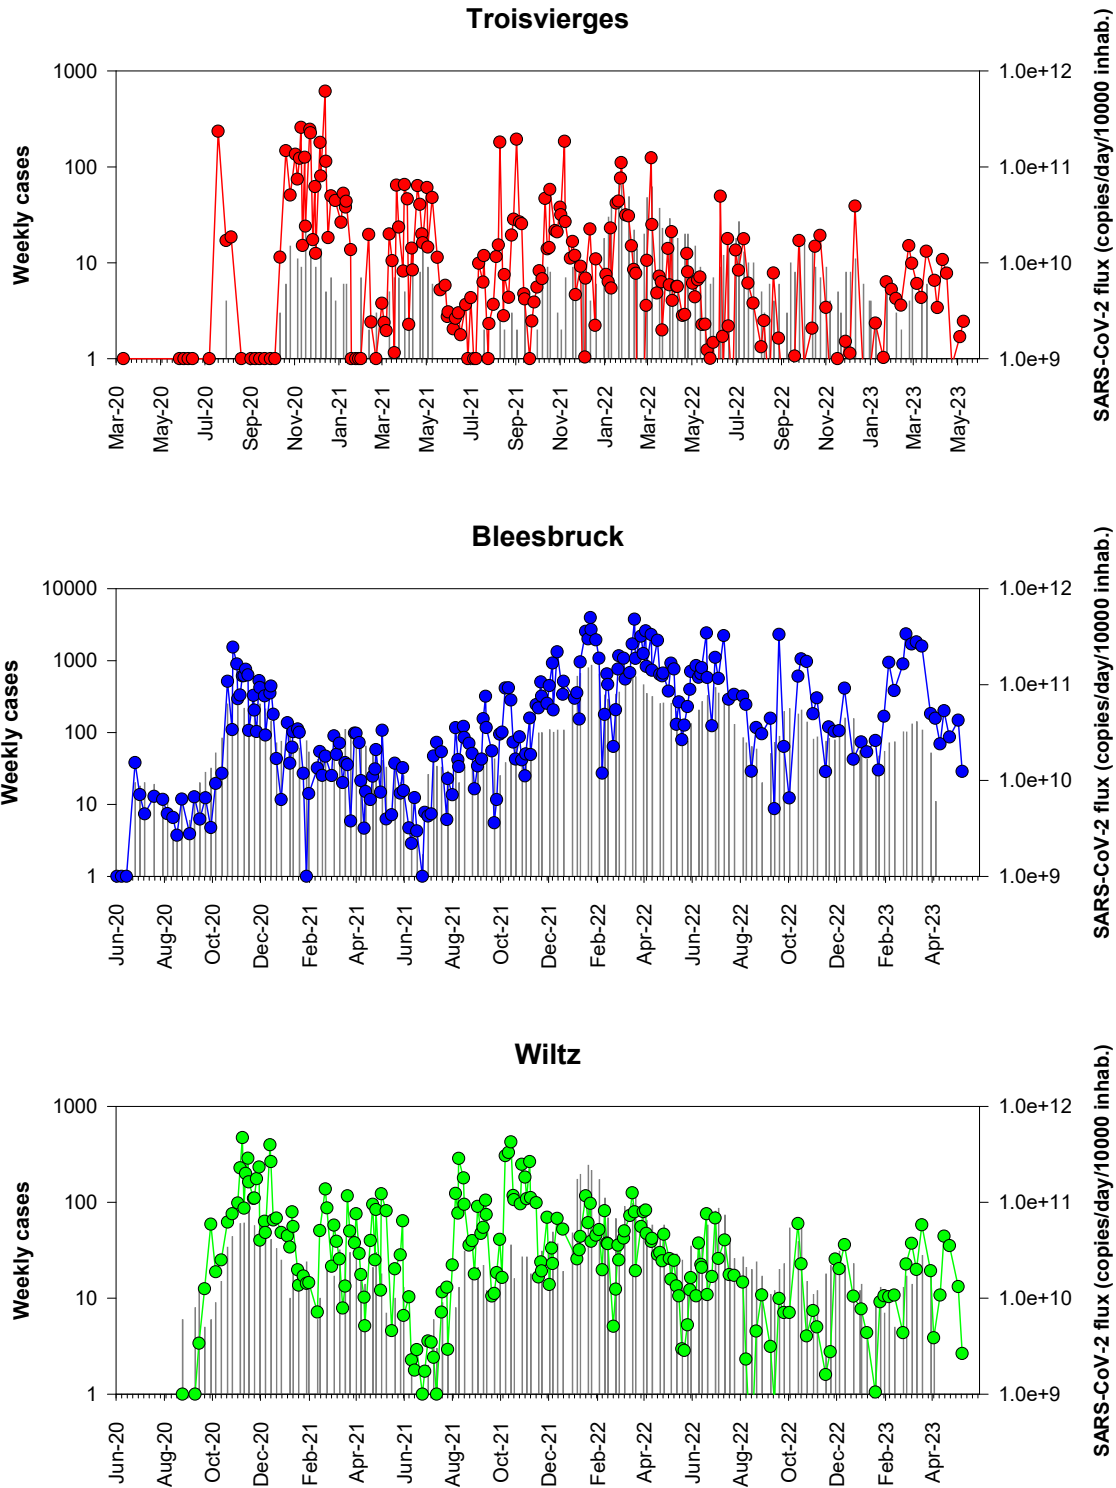 Troisvierges
Weekly cases
1000
100
10
1
1.0e+12
1.0e+11
1.0e+10
1.0e+9
SARS-CoV-2 flux (copies/day/10000 inhab.)
Mar-20
May-20
Jul-20
Sep-20
Nov-20
Jan-21
Mar-21
May-21
Jul-21
Sep-21
Nov-21
Jan-22
Mar-22
May-22
Jul-22
Sep-22
Nov-22
Jan-23
Mar-23
May-23
Bleesbruck
Weekly cases
10000
1000
100
10
1
1.0e+12
1.0e+11
1.0e+10
1.0e+9
SARS-CoV-2 flux (copies/day/10000 inhab.)
Jun-20
Aug-20
Oct-20
Dec-20
Feb-21
Apr-21
Jun-21
Aug-21
Oct-21
Dec-21
Feb-22
Apr-22
Jun-22
Aug-22
Oct-22
Dec-22
Feb-23
Apr-23
Wiltz
Weekly cases
1000
100
10
1
1.0e+12
1.0e+11
1.0e+10
1.0e+9
SARS-CoV-2 flux (copies/day/10000 inhab.)
Jun-20
Aug-20
Oct-20
Dec-20
Feb-21
Apr-21
Jun-21
Aug-21
Oct-21
Dec-21
Feb-22
Apr-22
Jun-22
Aug-22
Oct-22
Dec-22
Feb-23
Apr-23